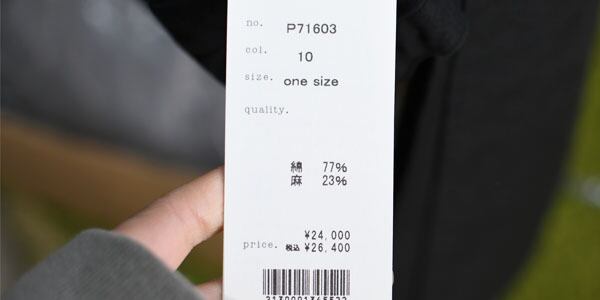 no. P71603
col. 10
size. one size
quality.
綿 77%
麻 23%
¥24,000
price. 税込 ¥26,400